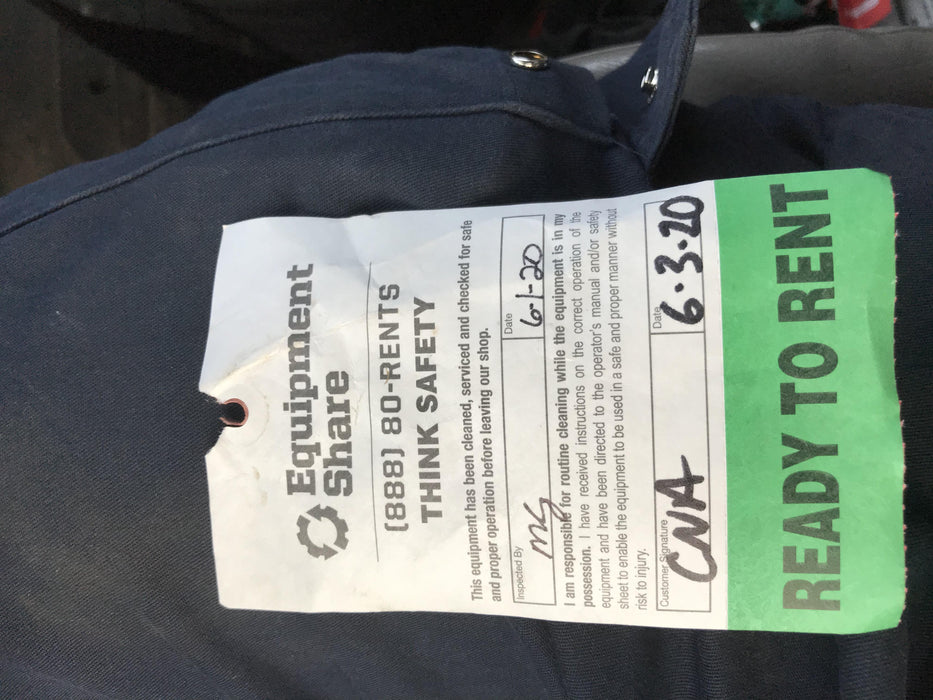 Equipment
Share
(888) 80-RENTS
THINK SAFETY
This equipment has been cleaned, serviced and checked for safe
and proper operation before leaving our shop.
Inspected By Date
MG 6-1-20
I am responsible for routine cleaning while the equipment is in my
possession. I have received instructions on the correct operation of the
equipment and have been directed to the operator's manual and/or safety
sheet to enable the equipment to be used in a safe and proper manner without
risk to injury.
Customer Signature Date
CNA 6.3.20
READY TO RENT